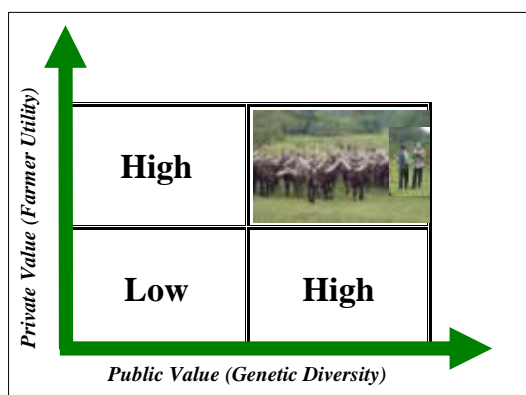 Private Value (Farmer Utility)
High
Low
High
Public Value (Genetic Diversity)